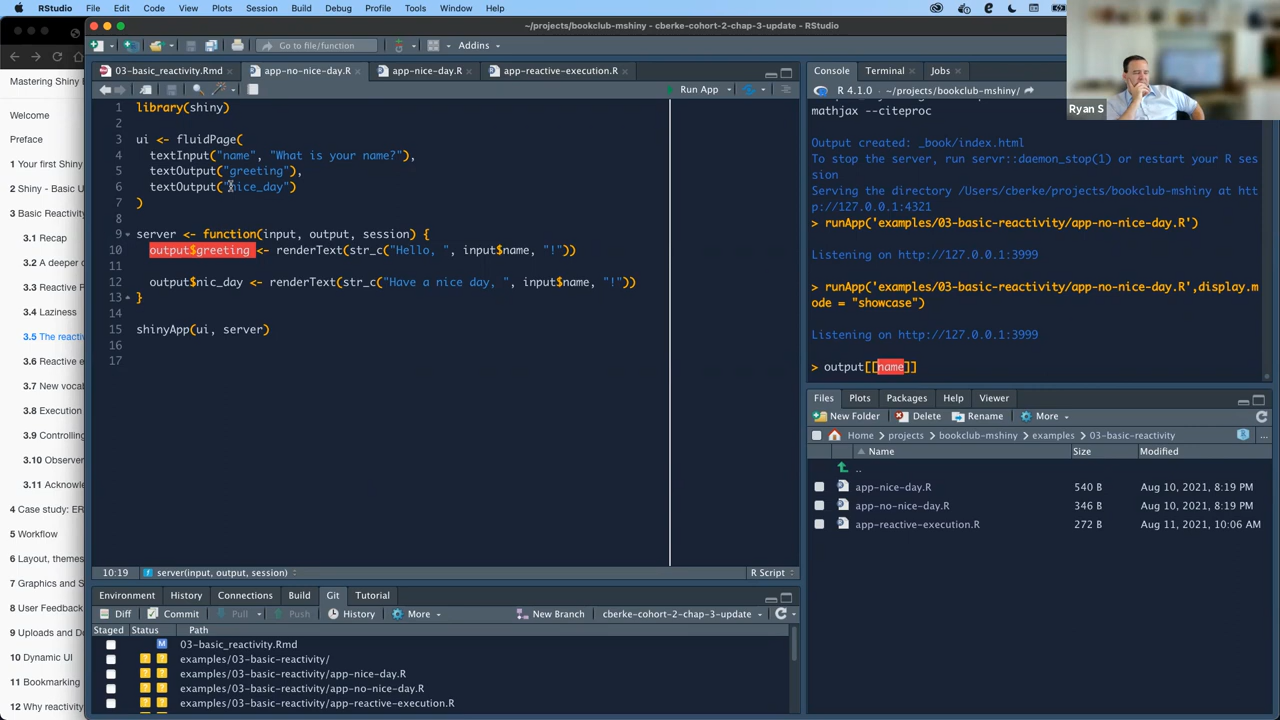 RStudio File Edit Code View Plots Session Build Debug Profile Tools Window Help
~/projects/bookclub-mshiny - cberke-cohort-2-chap-3-update - RStudio
Go to file/function Addins
Mastering Shiny
Welcome
Preface
1 Your first Shiny
2 Shiny - Basic U
3 Basic Reactivity
3.1 Recap
3.2 A deeper
3.3 Reactive P
3.4 Laziness
3.5 The reacti
3.6 Reactive e
3.7 New voca
3.8 Execution
3.9 Controlling
3.10 Observer
3.11 Acknowle
4 Case study: ER
5 Workflow
6 Layout, themes
7 Graphics and S
8 User Feedback
9 Uploads and Do
10 Dynamic UI
11 Bookmarking
12 Why reactivity
03-basic_reactivity.Rmd app-no-nice-day.R app-nice-day.R app-reactive-execution.R
Run App
1 library(shiny)
2
3 ui <- fluidPage(
4 textInput("name", "What is your name?"),
5 textOutput("greeting"),
6 textOutput("nice_day")
7 )
8
9 server <- function(input, output, session) {
10 output$greeting <- renderText(str_c("Hello, ", input$name, "!"))
11
12 output$nic_day <- renderText(str_c("Have a nice day, ", input$name, "!"))
13 }
14
15 shinyApp(ui, server)
16
17
10:19 server(input, output, session) R Script
Environment History Connections Build Git Tutorial
Diff Commit Pull Push History More New Branch cberke-cohort-2-chap-3-update
Staged Status Path
M 03-basic_reactivity.Rmd
? ? examples/03-basic-reactivity/
? ? examples/03-basic-reactivity/app-nice-day.R
? ? examples/03-basic-reactivity/app-no-nice-day.R
? ? examples/03-basic-reactivity/app-reactive-execution.R
Console Terminal Jobs
R 4.1.0 · ~/projects/bookclub-mshiny/
mathjax --citeproc
Output created: _book/index.html
To stop the server, run servr::daemon_stop(1) or restart your R ses
sion
Serving the directory /Users/cberke/projects/bookclub-mshiny at htt
p://127.0.0.1:4321
> runApp('examples/03-basic-reactivity/app-no-nice-day.R')
Listening on http://127.0.0.1:3999
> runApp('examples/03-basic-reactivity/app-no-nice-day.R',display.m
ode = "showcase")
Listening on http://127.0.0.1:3999
> output[[name]]
Files Plots Packages Help Viewer
New Folder Delete Rename More
Home projects bookclub-mshiny examples 03-basic-reactivity
Name Size Modified
..
app-nice-day.R 540 B Aug 10, 2021, 8:19 PM
app-no-nice-day.R 346 B Aug 10, 2021, 8:19 PM
app-reactive-execution.R 272 B Aug 11, 2021, 10:06 AM
Ryan S